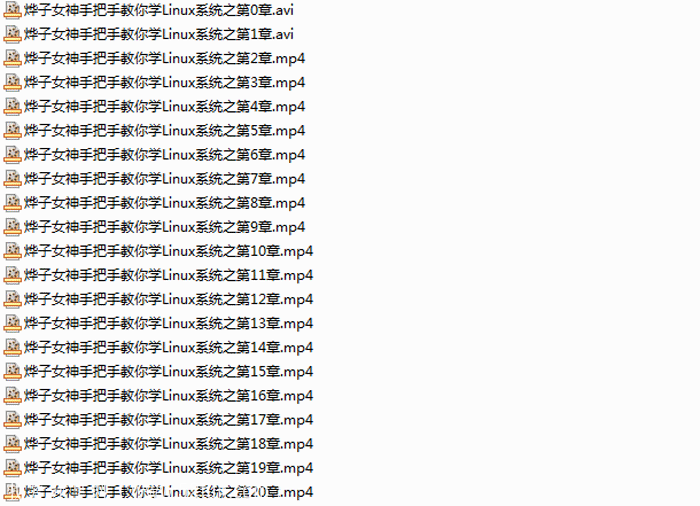 烨子女神手把手教你学Linux系统之第0章.avi
烨子女神手把手教你学Linux系统之第1章.avi
烨子女神手把手教你学Linux系统之第2章.mp4
烨子女神手把手教你学Linux系统之第3章.mp4
烨子女神手把手教你学Linux系统之第4章.mp4
烨子女神手把手教你学Linux系统之第5章.mp4
烨子女神手把手教你学Linux系统之第6章.mp4
烨子女神手把手教你学Linux系统之第7章.mp4
烨子女神手把手教你学Linux系统之第8章.mp4
烨子女神手把手教你学Linux系统之第9章.mp4
烨子女神手把手教你学Linux系统之第10章.mp4
烨子女神手把手教你学Linux系统之第11章.mp4
烨子女神手把手教你学Linux系统之第12章.mp4
烨子女神手把手教你学Linux系统之第13章.mp4
烨子女神手把手教你学Linux系统之第14章.mp4
烨子女神手把手教你学Linux系统之第15章.mp4
烨子女神手把手教你学Linux系统之第16章.mp4
烨子女神手把手教你学Linux系统之第17章.mp4
烨子女神手把手教你学Linux系统之第18章.mp4
烨子女神手把手教你学Linux系统之第19章.mp4
烨子女神手把手教你学Linux系统之第20章.mp4